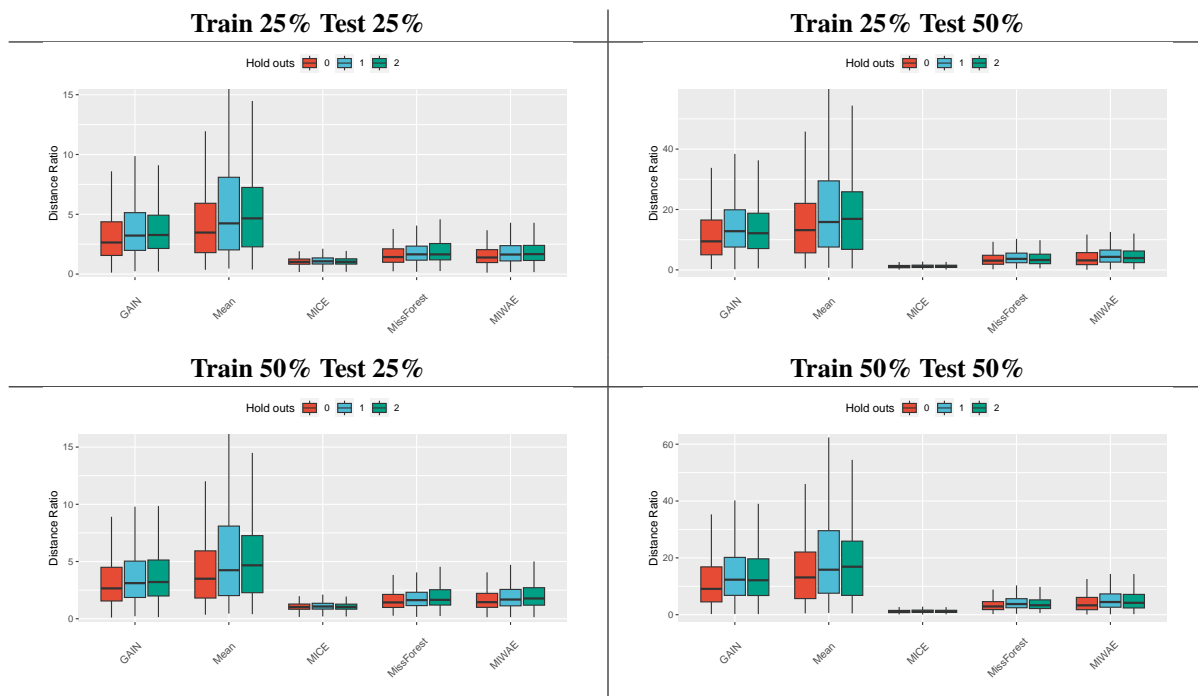 Train 25% Test 25%
Hold outs 0 1 2
Distance Ratio
15
10
5
0
GAIN
Mean
MICE
MissForest
MIWAE
Train 25% Test 50%
Hold outs 0 1 2
Distance Ratio
40
20
0
GAIN
Mean
MICE
MissForest
MIWAE
Train 50% Test 25%
Hold outs 0 1 2
Distance Ratio
15
10
5
0
GAIN
Mean
MICE
MissForest
MIWAE
Train 50% Test 50%
Hold outs 0 1 2
Distance Ratio
60
40
20
0
GAIN
Mean
MICE
MissForest
MIWAE